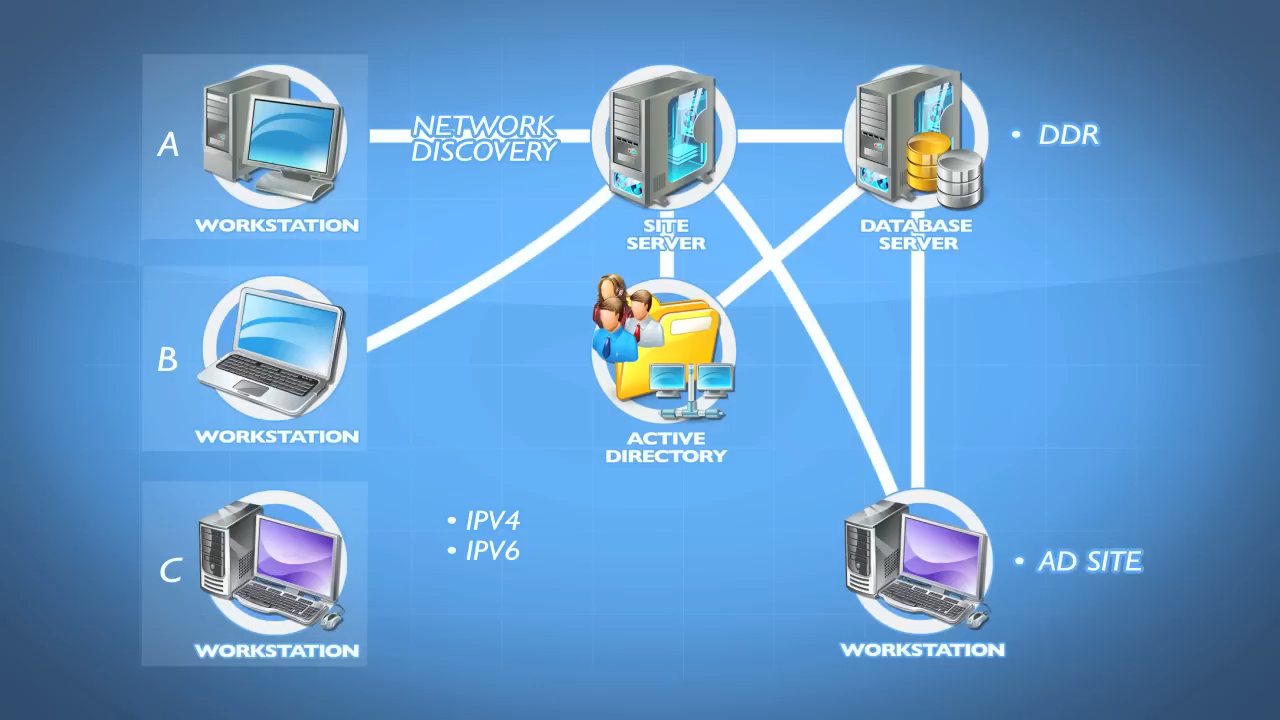 A
WORKSTATION
NETWORK
DISCOVERY
SITE
SERVER
DATABASE
SERVER
• DDR
B
WORKSTATION
ACTIVE
DIRECTORY
C
WORKSTATION
• IPV4
• IPV6
WORKSTATION
• AD SITE